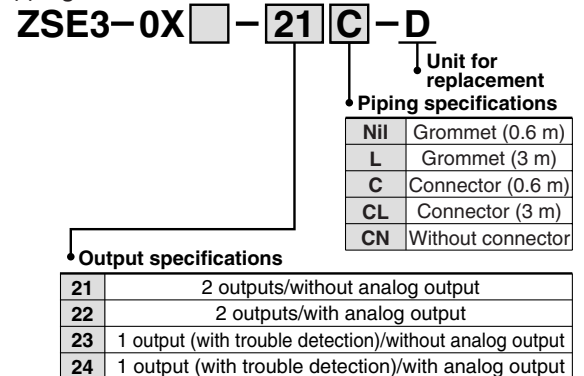 ZSE3-0X□-21C-D
Unit for
replacement
Piping specifications
Nil Grommet (0.6 m)
L Grommet (3 m)
C Connector (0.6 m)
CL Connector (3 m)
CN Without connector
Output specifications
21 2 outputs/without analog output
22 2 outputs/with analog output
23 1 output (with trouble detection)/without analog output
24 1 output (with trouble detection)/with analog output